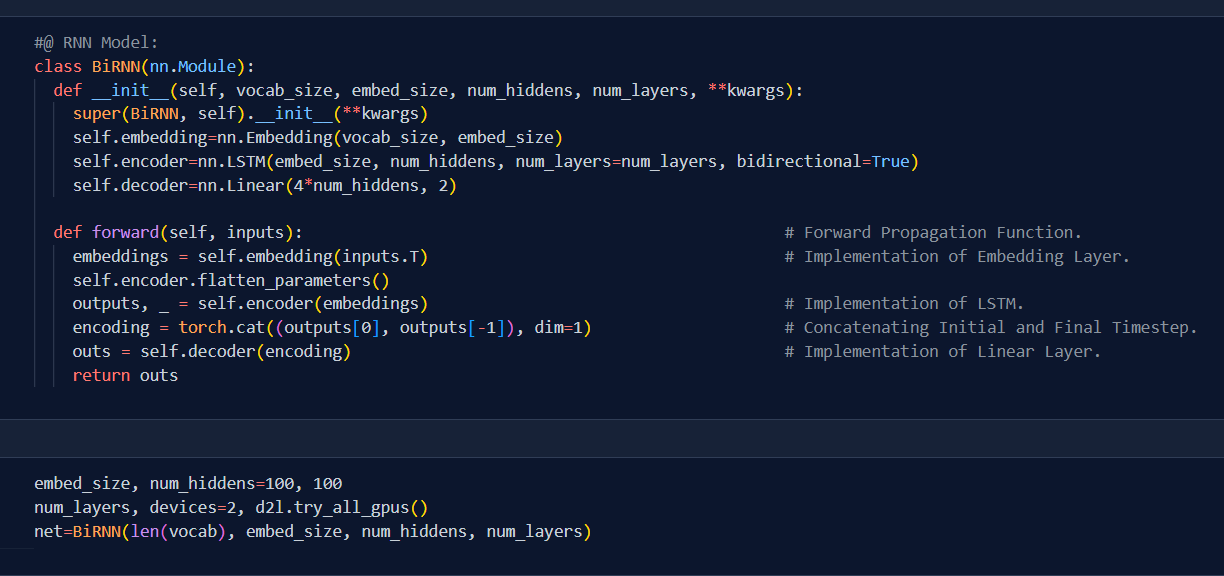 #@ RNN Model:
class BiRNN(nn.Module):
def __init__(self, vocab_size, embed_size, num_hiddens, num_layers, **kwargs):
super(BiRNN, self).__init__(**kwargs)
self.embedding=nn.Embedding(vocab_size, embed_size)
self.encoder=nn.LSTM(embed_size, num_hiddens, num_layers=num_layers, bidirectional=True)
self.decoder=nn.Linear(4*num_hiddens, 2)
def forward(self, inputs): # Forward Propagation Function.
embeddings = self.embedding(inputs.T) # Implementation of Embedding Layer.
self.encoder.flatten_parameters()
outputs, _ = self.encoder(embeddings) # Implementation of LSTM.
encoding = torch.cat((outputs[0], outputs[-1]), dim=1) # Concatenating Initial and Final Timestep.
outs = self.decoder(encoding) # Implementation of Linear Layer.
return outs
embed_size, num_hiddens=100, 100
num_layers, devices=2, d2l.try_all_gpus()
net=BiRNN(len(vocab), embed_size, num_hiddens, num_layers)